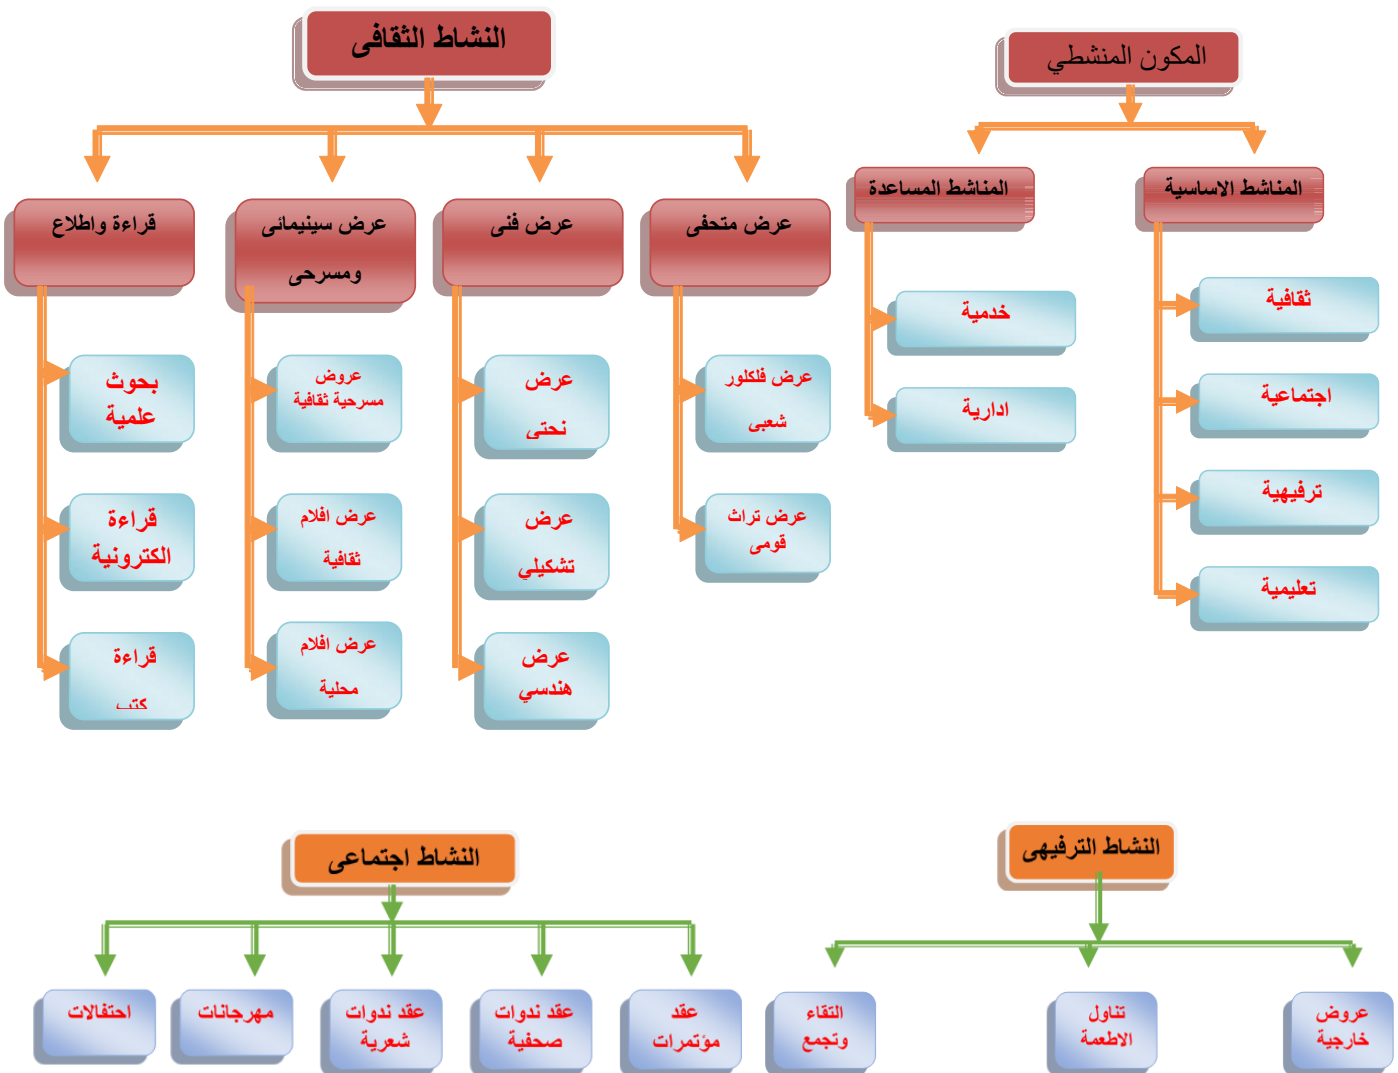 المكون المنشطي
المناشط الاساسية
ثقافية
اجتماعية
ترفيهية
تعليمية
المناشط المساعدة
خدمية
ادارية
النشاط الثقافى
عرض متحفى
عرض فلكلور
شعبى
عرض تراث
قومى
عرض فنى
عرض
نحتى
عرض
تشكيلي
عرض
هندسي
عرض سينيمائى
ومسرحى
عروض
مسرحية ثقافية
عرض افلام
ثقافية
عرض افلام
محلية
قراءة واطلاع
بحوث
علمية
قراءة
الكترونية
قراءة
كتب
النشاط الترفيهى
عروض
خارجية
تناول
الاطعمة
التقاء
وتجمع
النشاط اجتماعى
عقد
مؤتمرات
عقد ندوات
صحفية
عقد ندوات
شعرية
مهرجانات
احتفالات